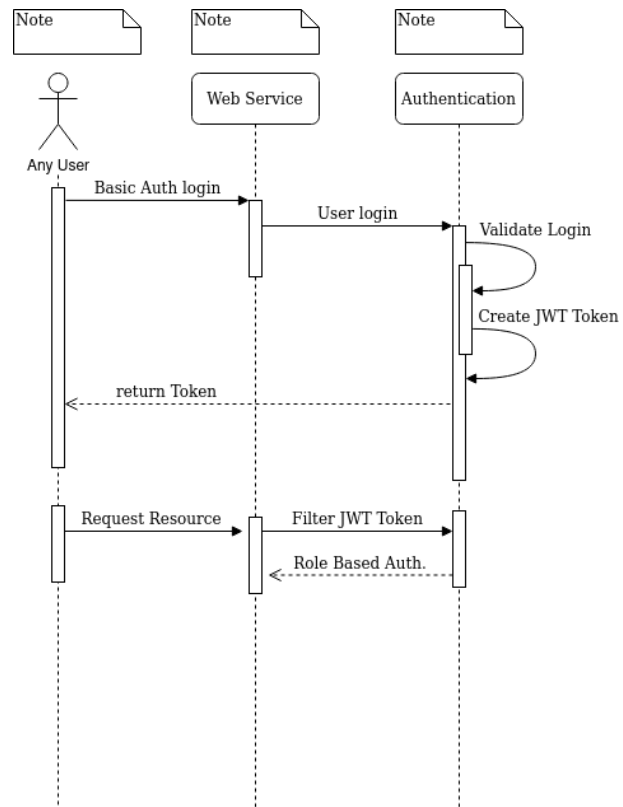 Note
Note
Note
Web Service
Authentication
Any User
Basic Auth login
User login
Validate Login
Create JWT Token
return Token
Request Resource
Filter JWT Token
Role Based Auth.